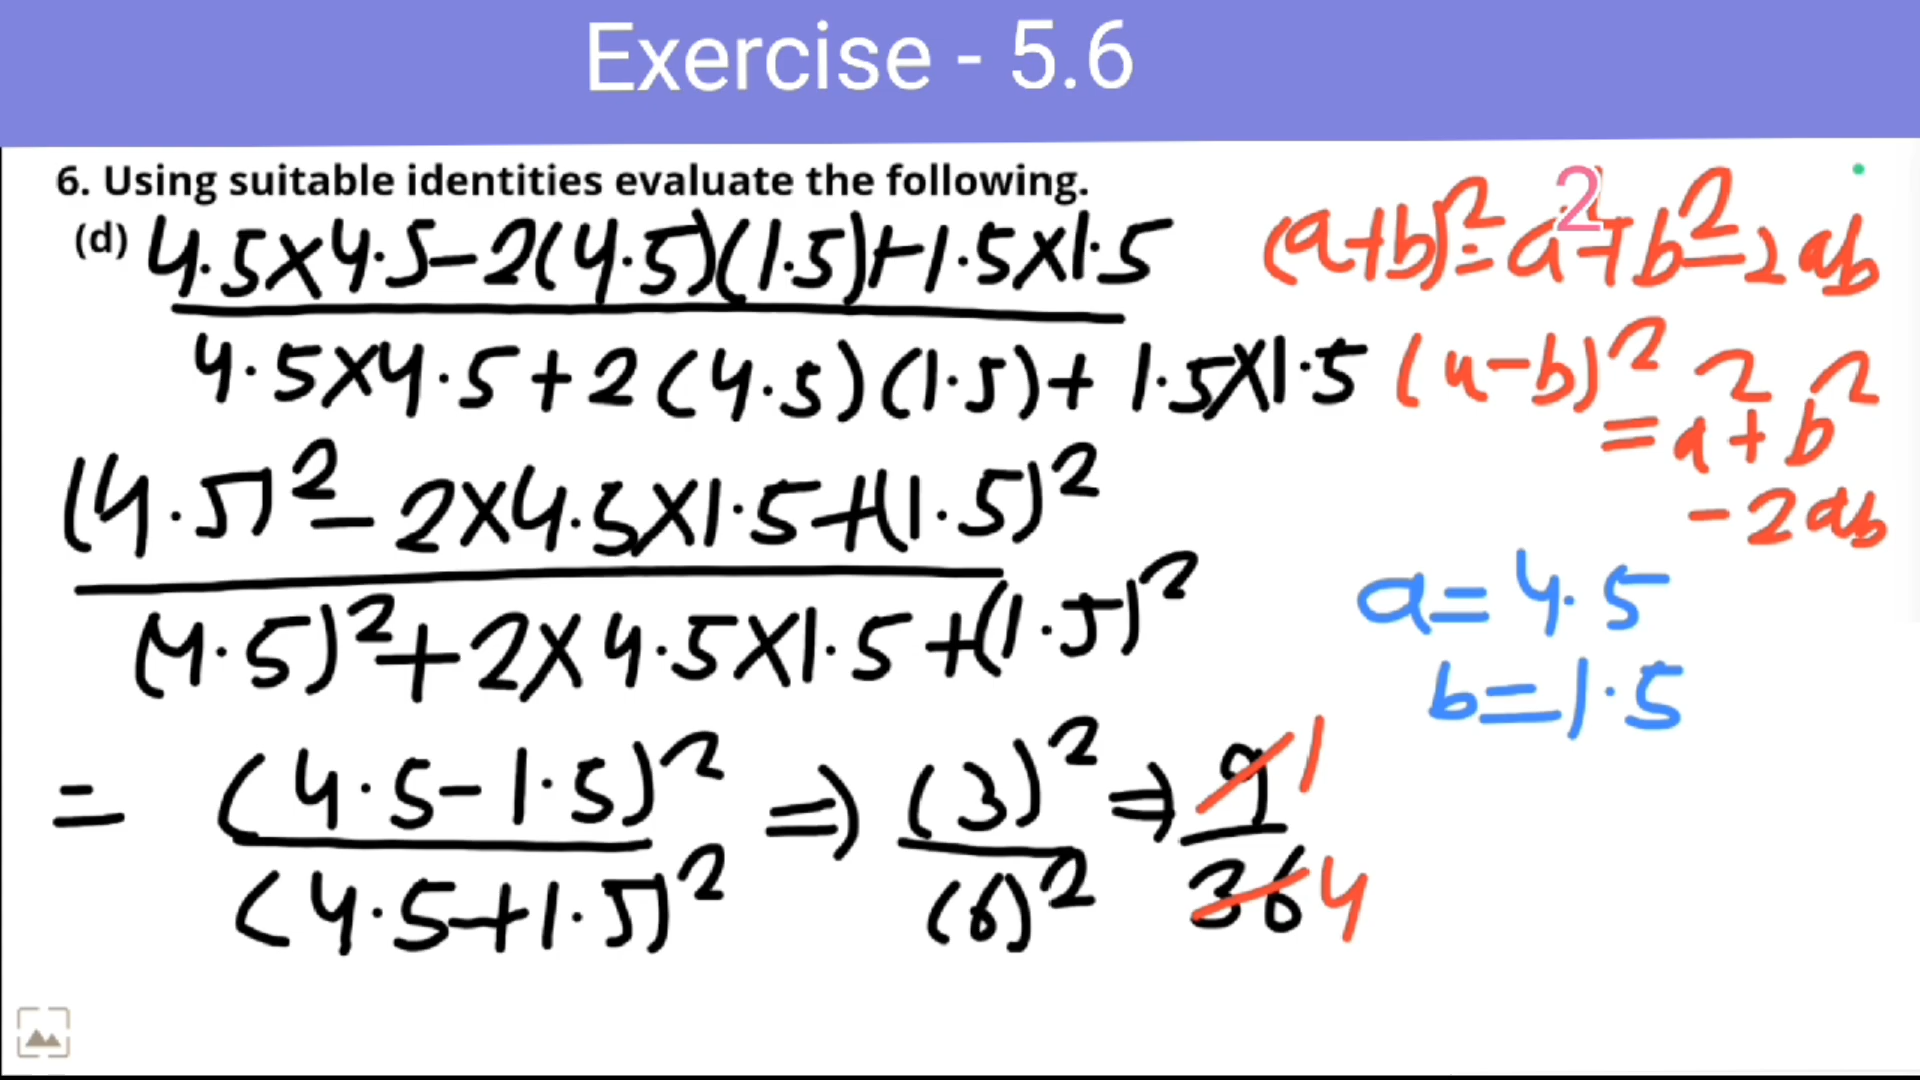 Exercise - 5.6
6. Using suitable identities evaluate the following.
(d) 4.5×4.5-2(4.5)(1.5)+1.5×1.5
4.5×4.5+2(4.5)(1.5)+1.5×1.5
(a+b)²=a²+b²-2ab
(a-b)²
=a²+b²
-2ab
(4.5)²-2×4.5×1.5+(1.5)²
(4.5)²+2×4.5×1.5+(1.5)²
a=4.5
b=1.5
= (4.5-1.5)² ⇒ (3)² ⇒ 9 1
(4.5+1.5)² (6)² 36 4